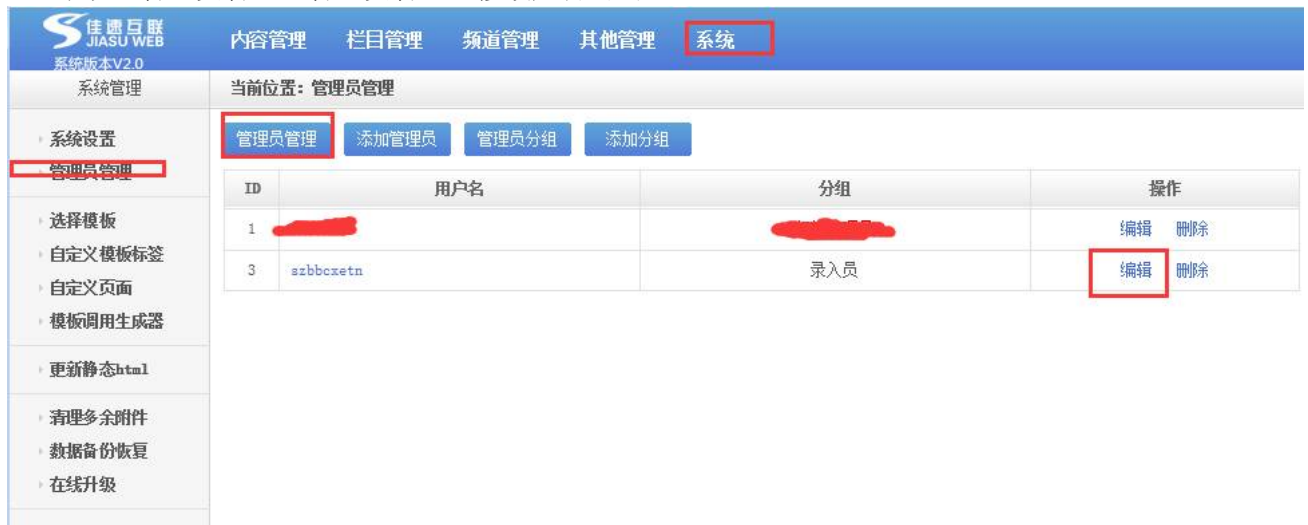 佳速互联
JIASU WEB
系统版本V2.0
内容管理 栏目管理 频道管理 其他管理 系统
系统管理
当前位置：管理员管理
系统设置
管理员管理
选择模板
自定义模板标签
自定义页面
模板调用生成器
更新静态html
清理多余附件
数据备份恢复
在线升级
管理员管理 添加管理员 管理员分组 添加分组
ID 用户名 分组 操作
1 编辑 删除
3 szbbcxetn 录入员 编辑 删除